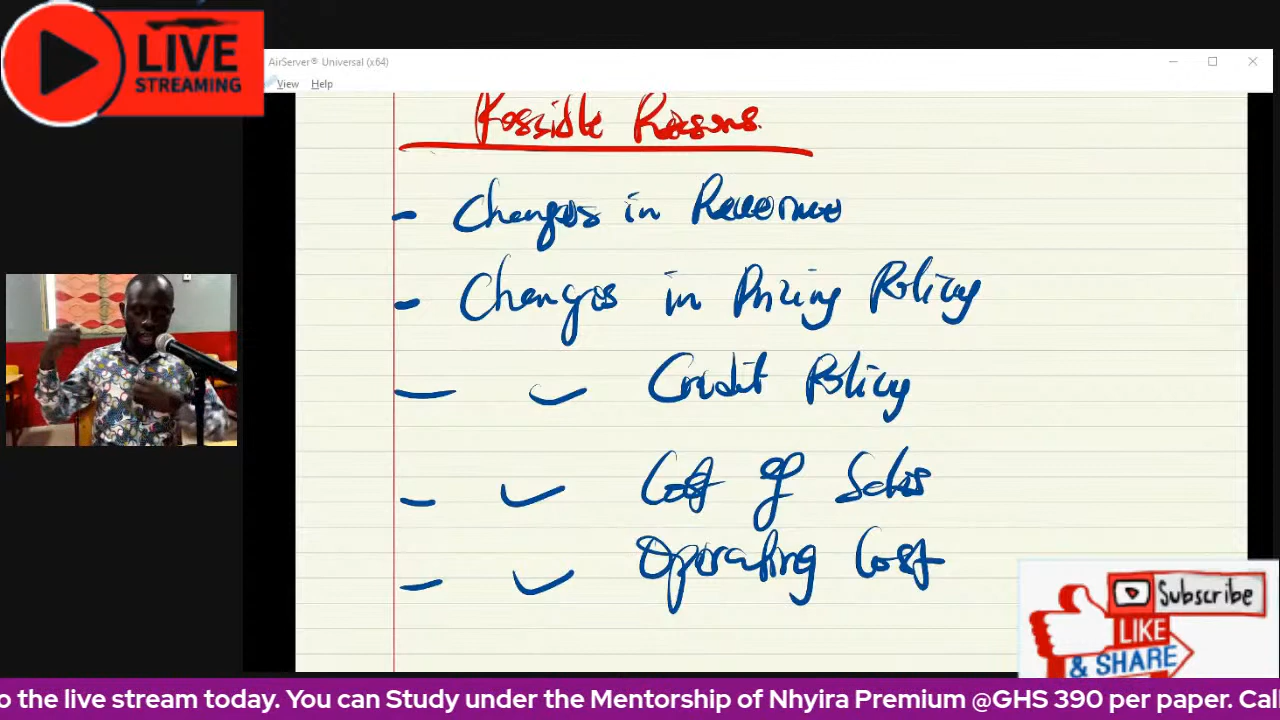 LIVE
STREAMING
AirServer® Universal (x64)
View Help
Possible Reasons.
- Changes in Revenue
- Changes in Pricing Policy
- Credit Policy
- Cost of Sales
- Operating Cost
Subscribe
LIKE
& SHARE
o the live stream today. You can Study under the Mentorship of Nhyira Premium @GHS 390 per paper. Cal